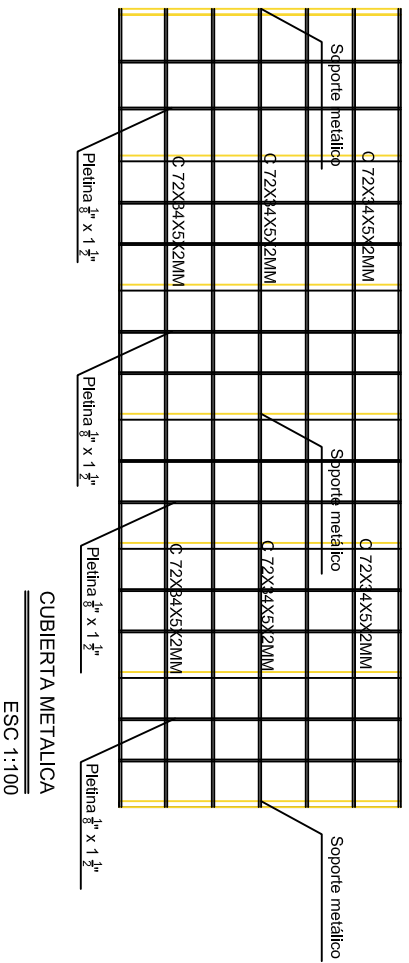 Soporte metálico
Soporte metálico
Soporte metálico
C 72X34X5X2MM
C 72X34X5X2MM
C 72X34X5X2MM
C 72X34X5X2MM
C 72X34X5X2MM
C 72X34X5X2MM
Pletina 1/8" x 1 1/2"
Pletina 1/8" x 1 1/2"
Pletina 1/8" x 1 1/2"
Pletina 1/8" x 1 1/2"
CUBIERTA METALICA
ESC 1:100